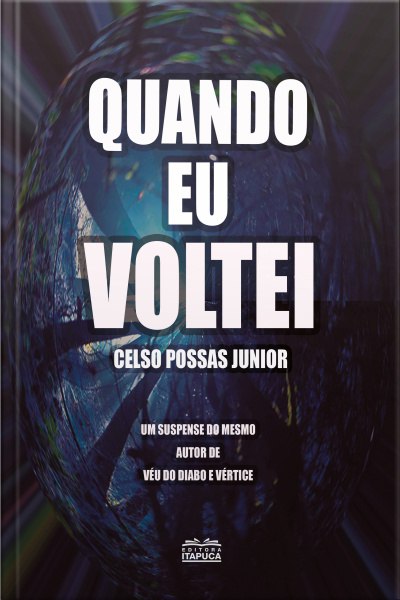 QUANDO
EU
VOLTEI
CELSO POSSAS JUNIOR
UM SUSPENSE DO MESMO
AUTOR DE
VÉU DO DIABO E VÉRTICE
EDITORA
ITAPUCA